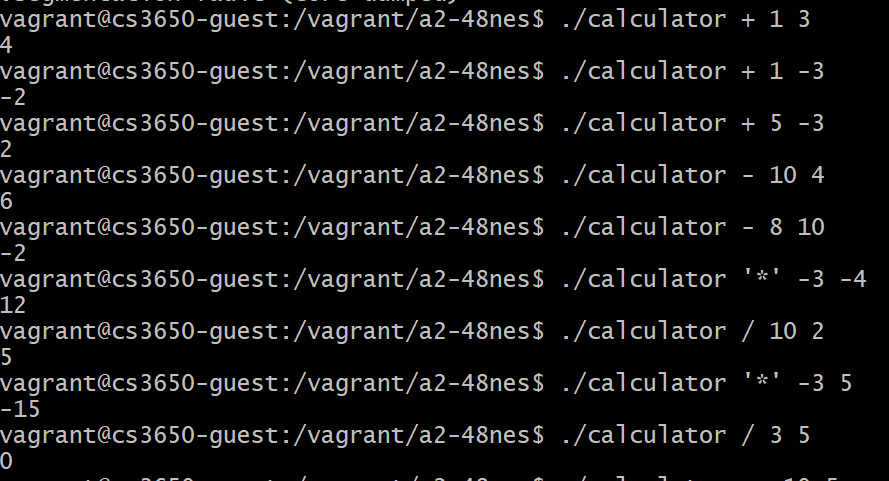 vagrant@cs3650-guest:/vagrant/a2-48nes$ ./calculator + 1 3
4
vagrant@cs3650-guest:/vagrant/a2-48nes$ ./calculator + 1 -3
-2
vagrant@cs3650-guest:/vagrant/a2-48nes$ ./calculator + 5 -3
2
vagrant@cs3650-guest:/vagrant/a2-48nes$ ./calculator - 10 4
6
vagrant@cs3650-guest:/vagrant/a2-48nes$ ./calculator - 8 10
-2
vagrant@cs3650-guest:/vagrant/a2-48nes$ ./calculator '*' -3 -4
12
vagrant@cs3650-guest:/vagrant/a2-48nes$ ./calculator / 10 2
5
vagrant@cs3650-guest:/vagrant/a2-48nes$ ./calculator '*' -3 5
-15
vagrant@cs3650-guest:/vagrant/a2-48nes$ ./calculator / 3 5
0